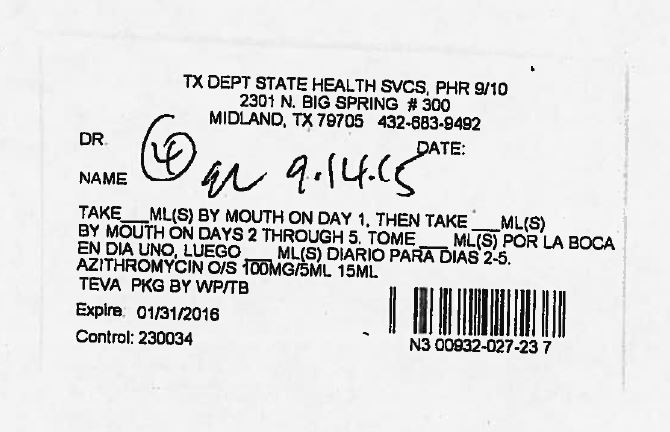 TX DEPT STATE HEALTH SVCS, PHR 9/10
2301 N. BIG SPRING # 300
MIDLAND, TX 79705 432-683-9492
DR.
DATE:
4
9.14.15
NAME
TAKE___ML(S) BY MOUTH ON DAY 1, THEN TAKE ___ML(S)
BY MOUTH ON DAYS 2 THROUGH 5. TOME ___ ML(S) POR LA BOCA
EN DIA UNO, LUEGO ___ ML(S) DIARIO PARA DIAS 2-5.
AZITHROMYCIN O/S 100MG/5ML 15ML
TEVA PKG BY WP/TB
Expire: 01/31/2016
Control: 230034
N3 00932-027-23 7